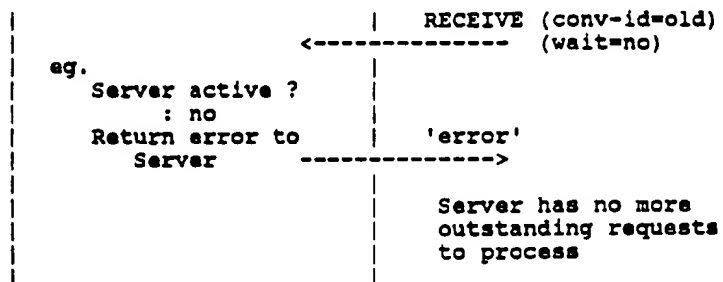 RECEIVE (conv-id=old)
<--------------- (wait=no)
eg.
Server active ?
: no
Return error to 'error'
Server -------------->
Server has no more
outstanding requests
to process